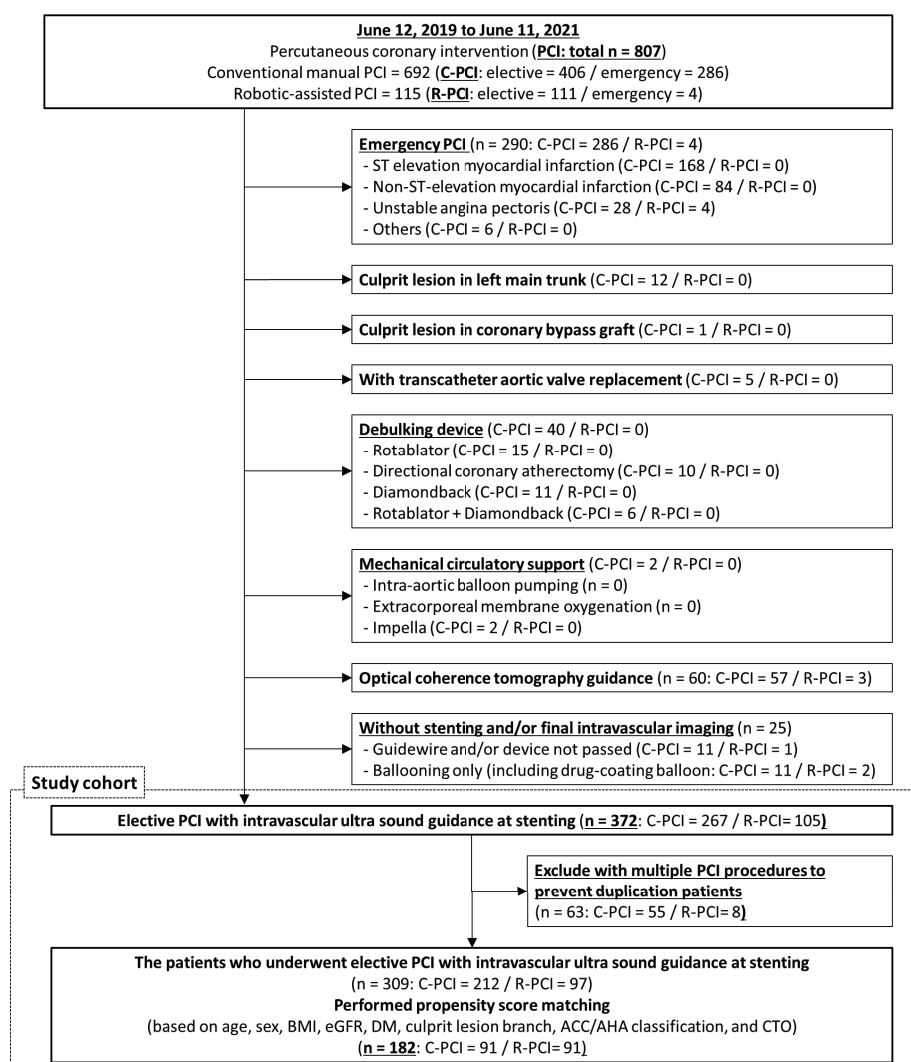 June 12, 2019 to June 11, 2021
Percutaneous coronary intervention (PCI: total n = 807)
Conventional manual PCI = 692 (C-PCI: elective = 406 / emergency = 286)
Robotic-assisted PCI = 115 (R-PCI: elective = 111 / emergency = 4)
Emergency PCI (n = 290: C-PCI = 286 / R-PCI = 4)
- ST elevation myocardial infarction (C-PCI = 168 / R-PCI = 0)
- Non-ST-elevation myocardial infarction (C-PCI = 84 / R-PCI = 0)
- Unstable angina pectoris (C-PCI = 28 / R-PCI = 4)
- Others (C-PCI = 6 / R-PCI = 0)
Culprit lesion in left main trunk (C-PCI = 12 / R-PCI = 0)
Culprit lesion in coronary bypass graft (C-PCI = 1 / R-PCI = 0)
With transcatheter aortic valve replacement (C-PCI = 5 / R-PCI = 0)
Debulking device (C-PCI = 40 / R-PCI = 0)
- Rotablator (C-PCI = 15 / R-PCI = 0)
- Directional coronary atherectomy (C-PCI = 10 / R-PCI = 0)
- Diamondback (C-PCI = 11 / R-PCI = 0)
- Rotablator + Diamondback (C-PCI = 6 / R-PCI = 0)
Mechanical circulatory support (C-PCI = 2 / R-PCI = 0)
- Intra-aortic balloon pumping (n = 0)
- Extracorporeal membrane oxygenation (n = 0)
- Impella (C-PCI = 2 / R-PCI = 0)
Optical coherence tomography guidance (n = 60: C-PCI = 57 / R-PCI = 3)
Without stenting and/or final intravascular imaging (n = 25)
- Guidewire and/or device not passed (C-PCI = 11 / R-PCI = 1)
- Ballooning only (including drug-coating balloon: C-PCI = 11 / R-PCI = 2)
Study cohort
Elective PCI with intravascular ultra sound guidance at stenting (n = 372: C-PCI = 267 / R-PCI= 105)
Exclude with multiple PCI procedures to
prevent duplication patients
(n = 63: C-PCI = 55 / R-PCI= 8)
The patients who underwent elective PCI with intravascular ultra sound guidance at stenting
(n = 309: C-PCI = 212 / R-PCI = 97)
Performed propensity score matching
(based on age, sex, BMI, eGFR, DM, culprit lesion branch, ACC/AHA classification, and CTO)
(n = 182: C-PCI = 91 / R-PCI= 91)